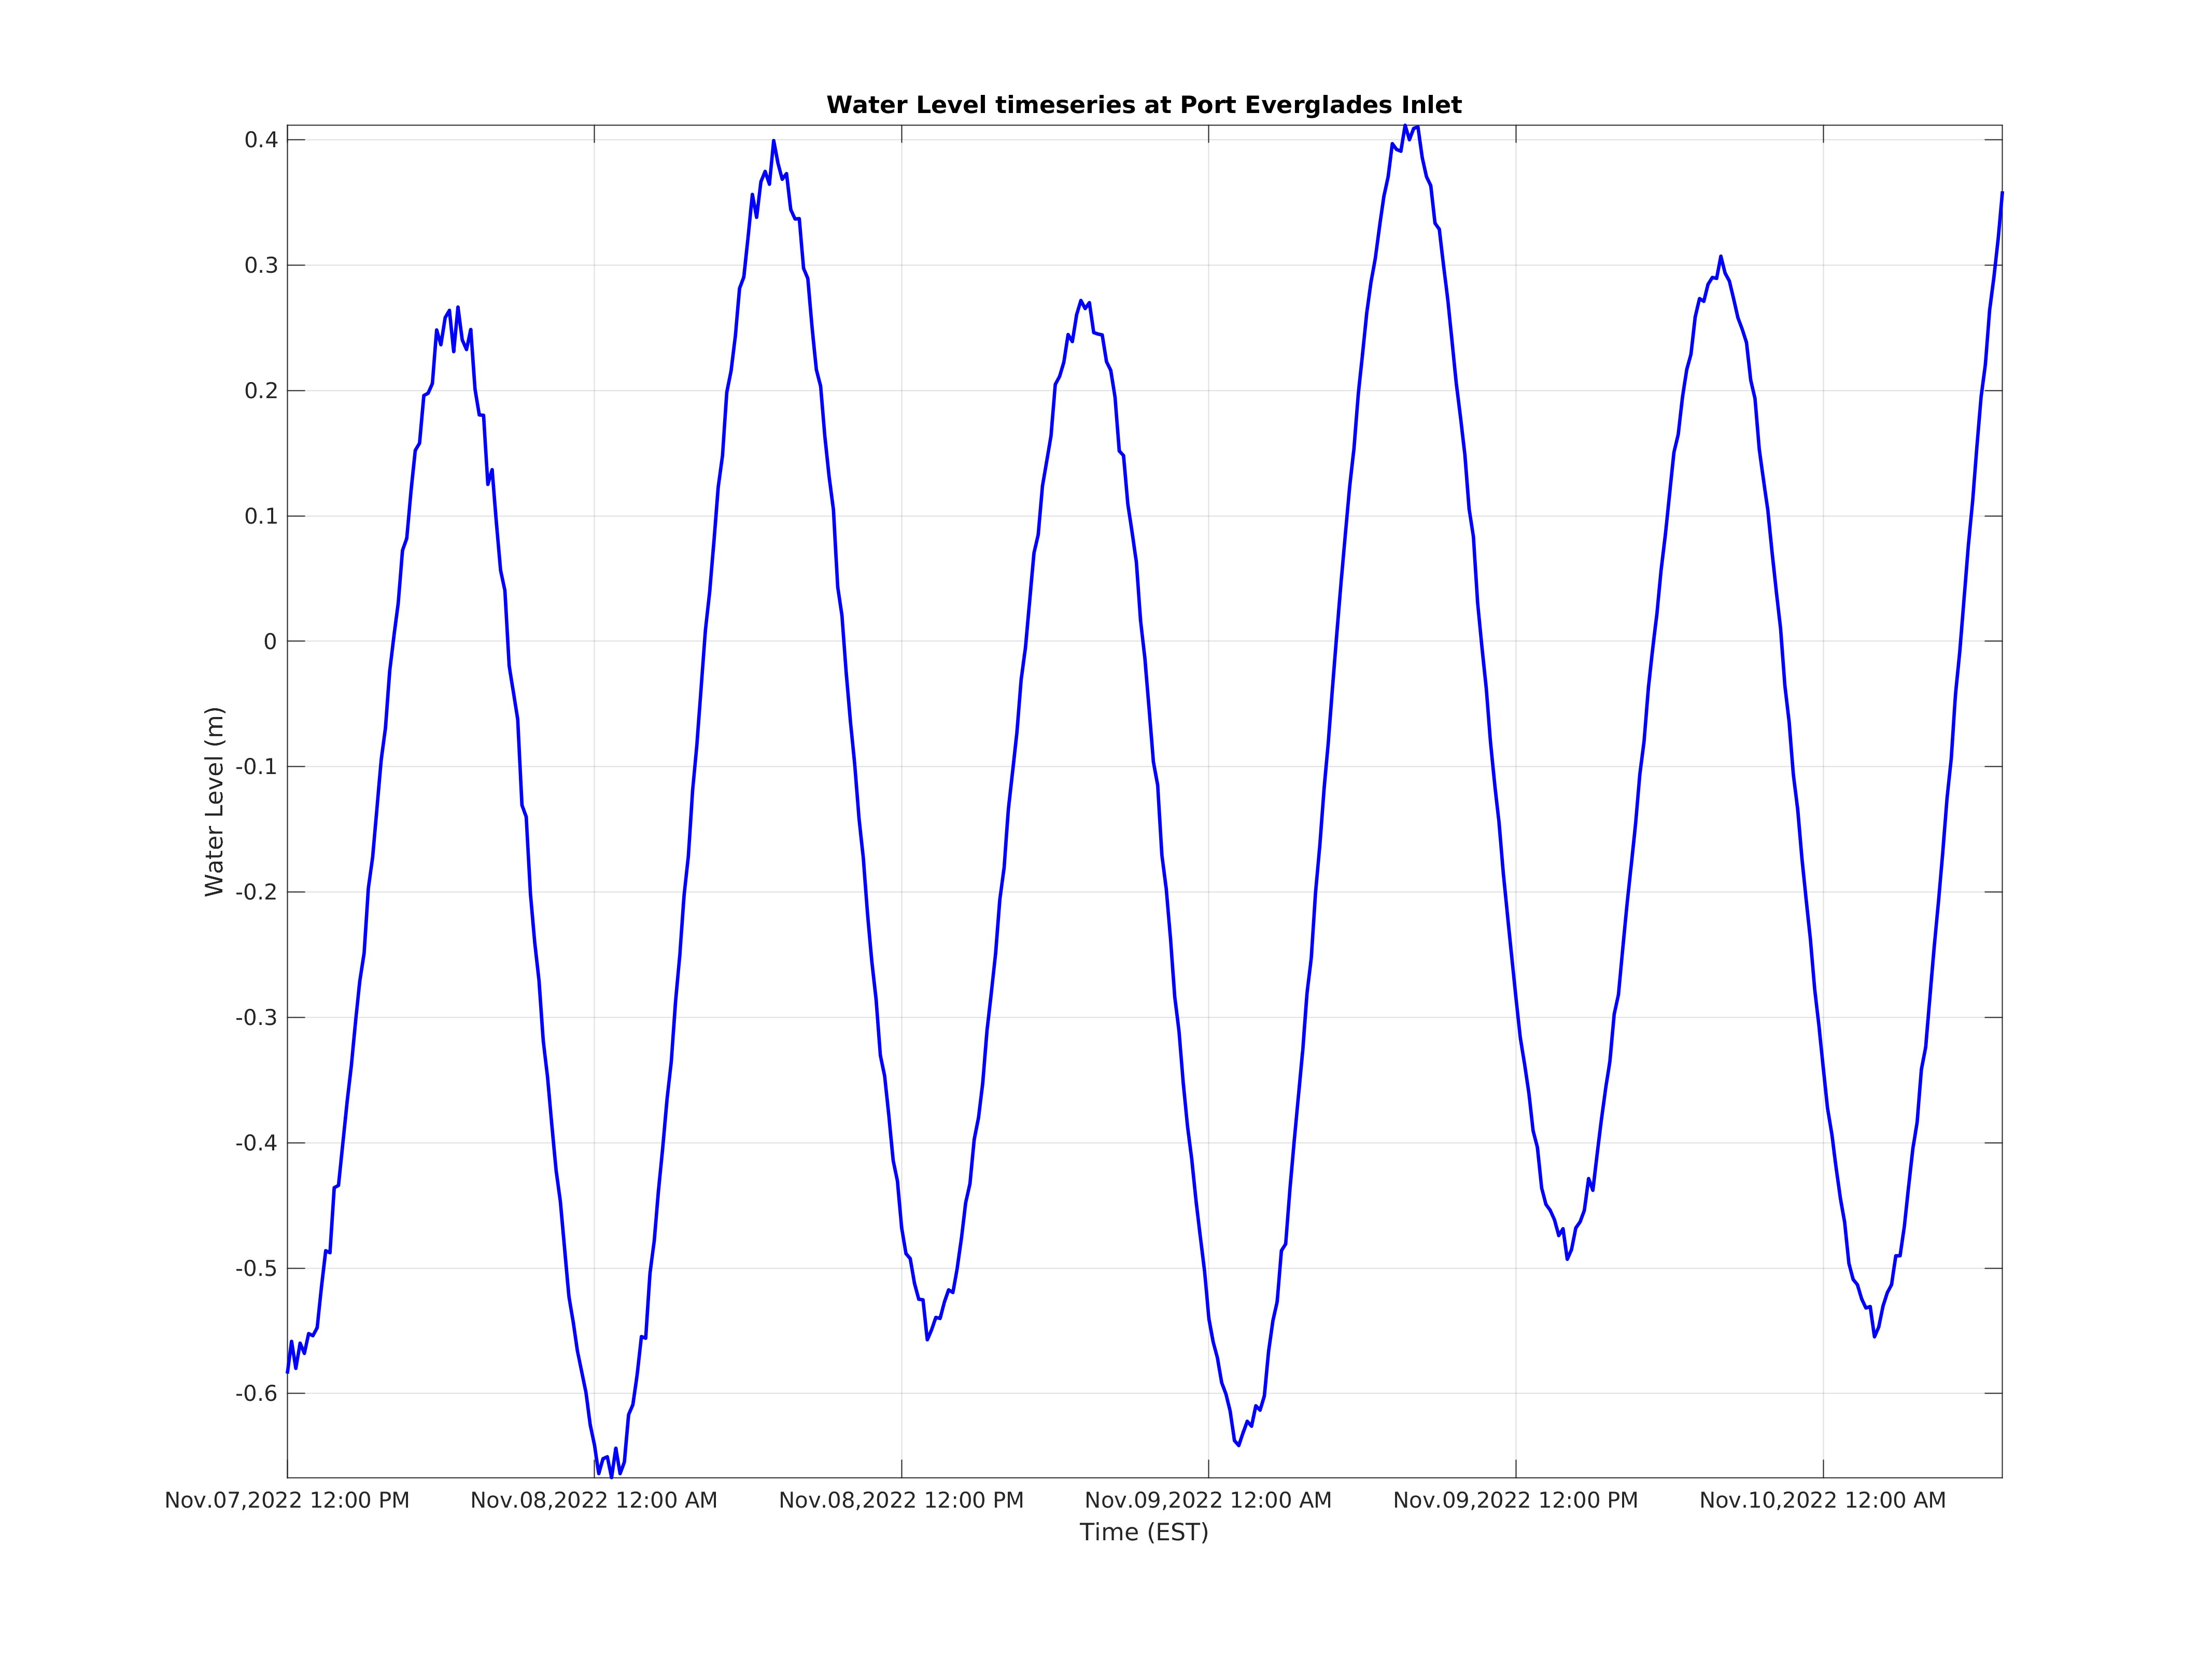 Water Level timeseries at Port Everglades Inlet
0.4
0.3
0.2
0.1
0
-0.1
-0.2
-0.3
-0.4
-0.5
-0.6
Water Level (m)
Nov.07,2022 12:00 PM
Nov.08,2022 12:00 AM
Nov.08,2022 12:00 PM
Nov.09,2022 12:00 AM
Nov.09,2022 12:00 PM
Nov.10,2022 12:00 AM
Time (EST)